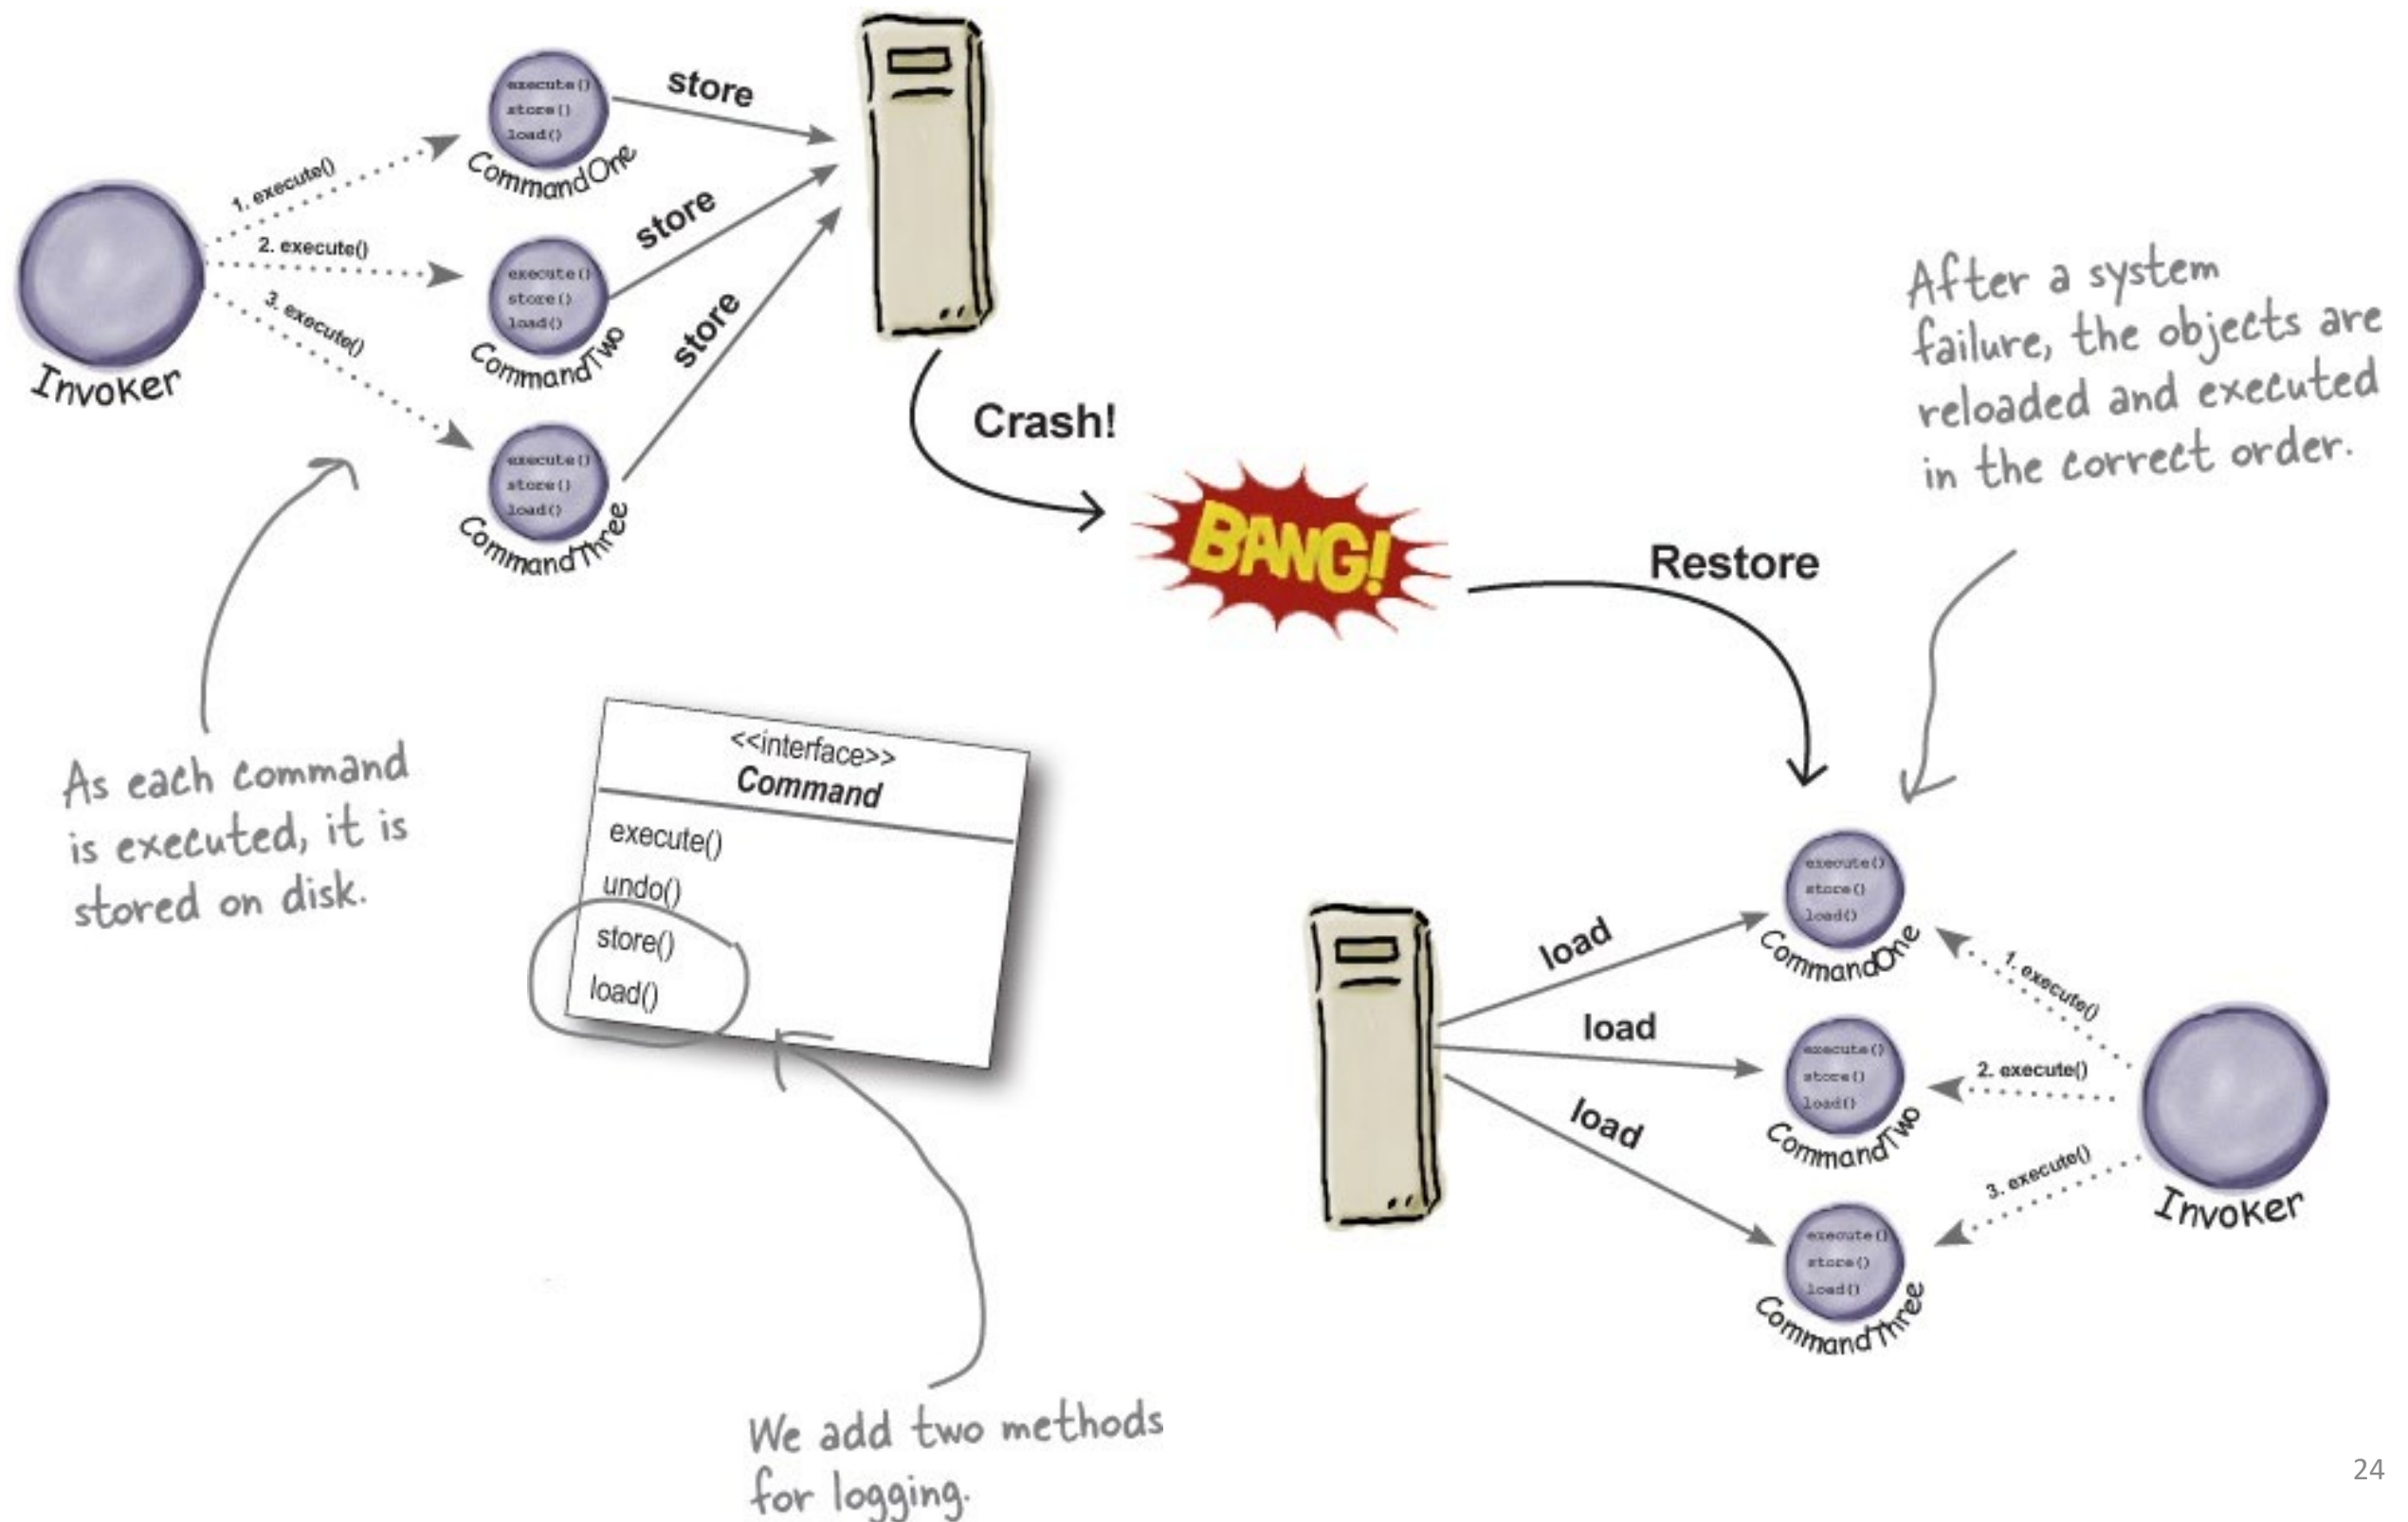 execute()
store()
load()
CommandOne
store
1. execute()
2. execute()
3. execute()
Invoker
execute()
store()
load()
CommandTwo
store
execute()
store()
load()
CommandThree
store
Crash!
BANG!
Restore
After a system
failure, the objects are
reloaded and executed
in the correct order.
As each command
is executed, it is
stored on disk.
<<interface>>
Command
execute()
undo()
store()
load()
We add two methods
for logging.
load
load
load
execute()
store()
load()
CommandOne
execute()
store()
load()
CommandTwo
execute()
store()
load()
CommandThree
1. execute()
2. execute()
3. execute()
Invoker
24